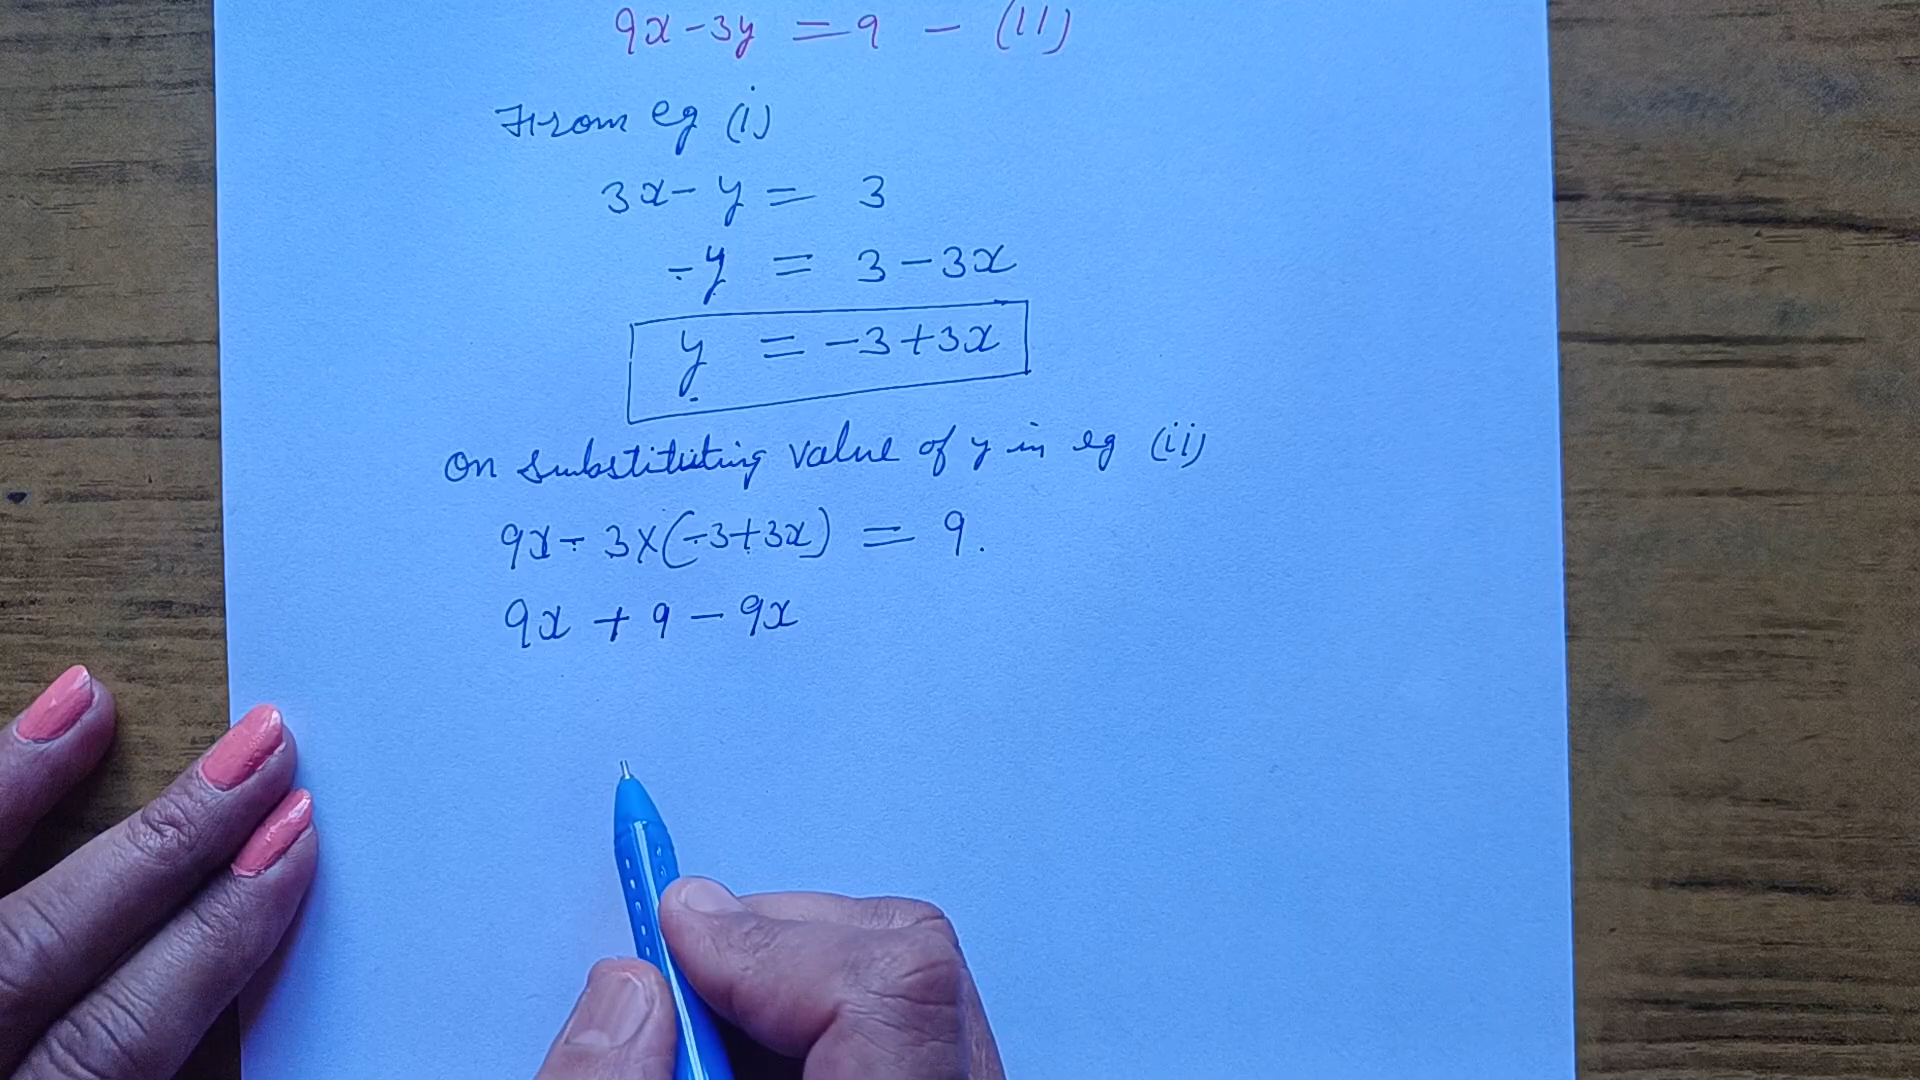 9x-3y = 9 - (II)
From eq (i)
3x- y = 3
-y = 3-3x
y = -3+3x
On substituting value of y in eq (ii)
9x- 3x(-3+3x) = 9.
9x + 9 - 9x